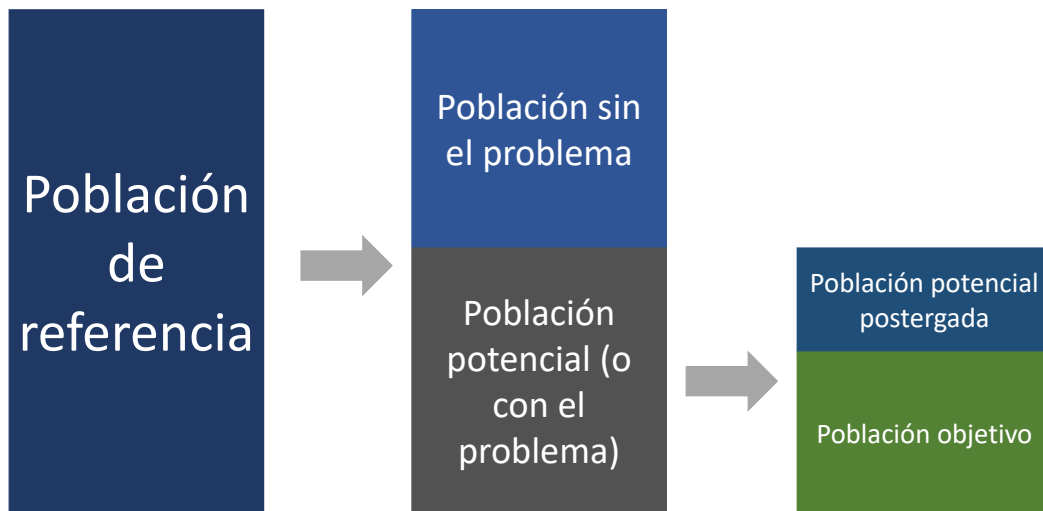 Población
de
referencia
Población sin
el problema
Población
potencial (o
con el
problema)
Población potencial
postergada
Población objetivo